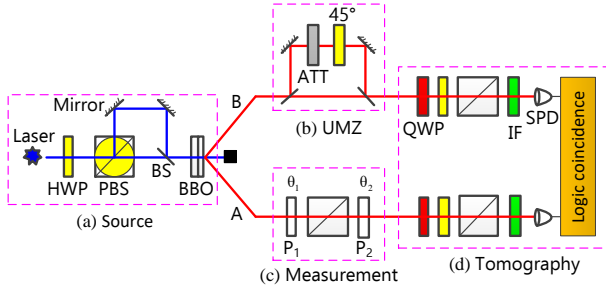 45°
ATT
(b) UMZ
Mirror
Laser
HWP
PBS
BS
BBO
(a) Source
B
A
θ1
θ2
P1
P2
(c) Measurement
QWP
IF
SPD
Logic coincidence
(d) Tomography